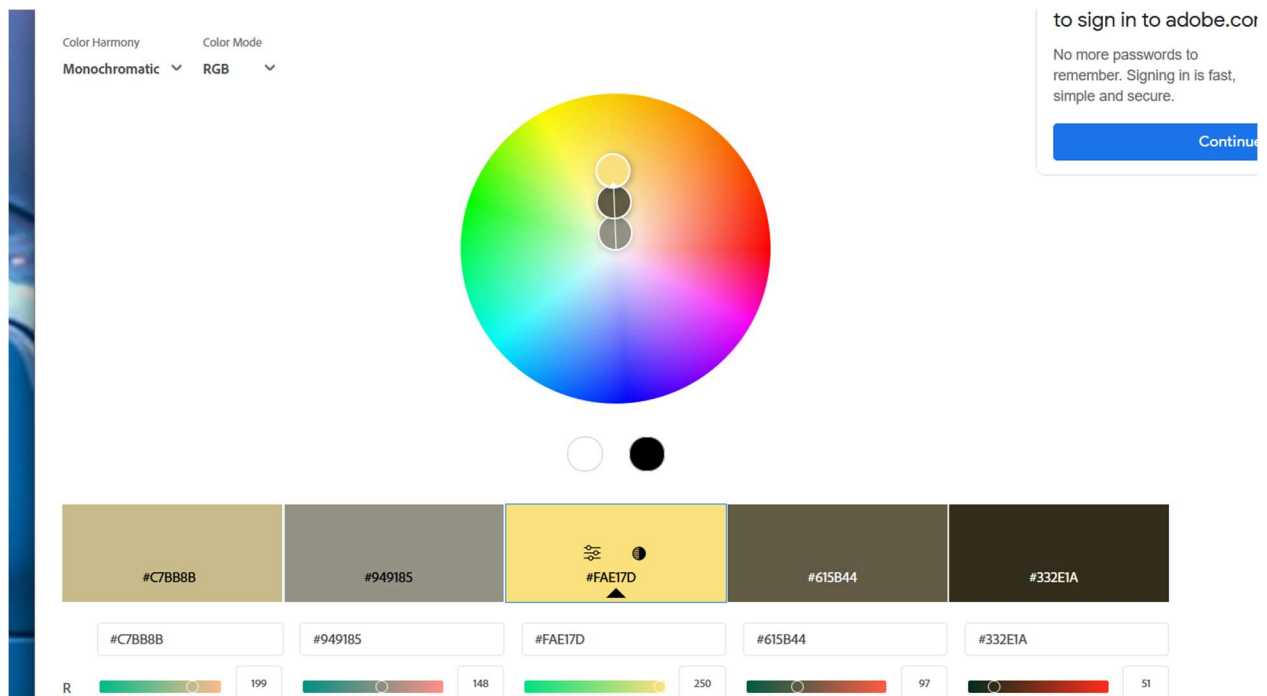 Color Harmony Color Mode
Monochromatic RGB
to sign in to adobe.com
No more passwords to
remember. Signing in is fast,
simple and secure.
Continue
#C7BB8B #949185 #FAE17D #615B44 #332E1A
#C7BB8B #949185 #FAE17D #615B44 #332E1A
R 199 148 250 97 51